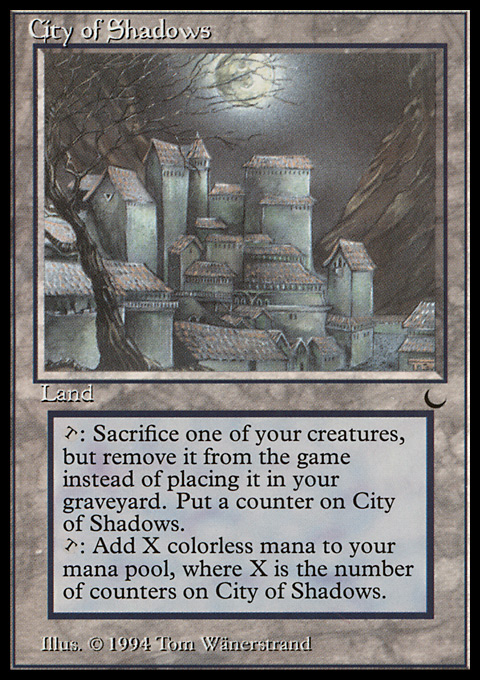 City of Shadows
Land
: Sacrifice one of your creatures,
but remove it from the game
instead of placing it in your
graveyard. Put a counter on City
of Shadows.
: Add X colorless mana to your
mana pool, where X is the number
of counters on City of Shadows.
Illus. © 1994 Tom Wänerstrand